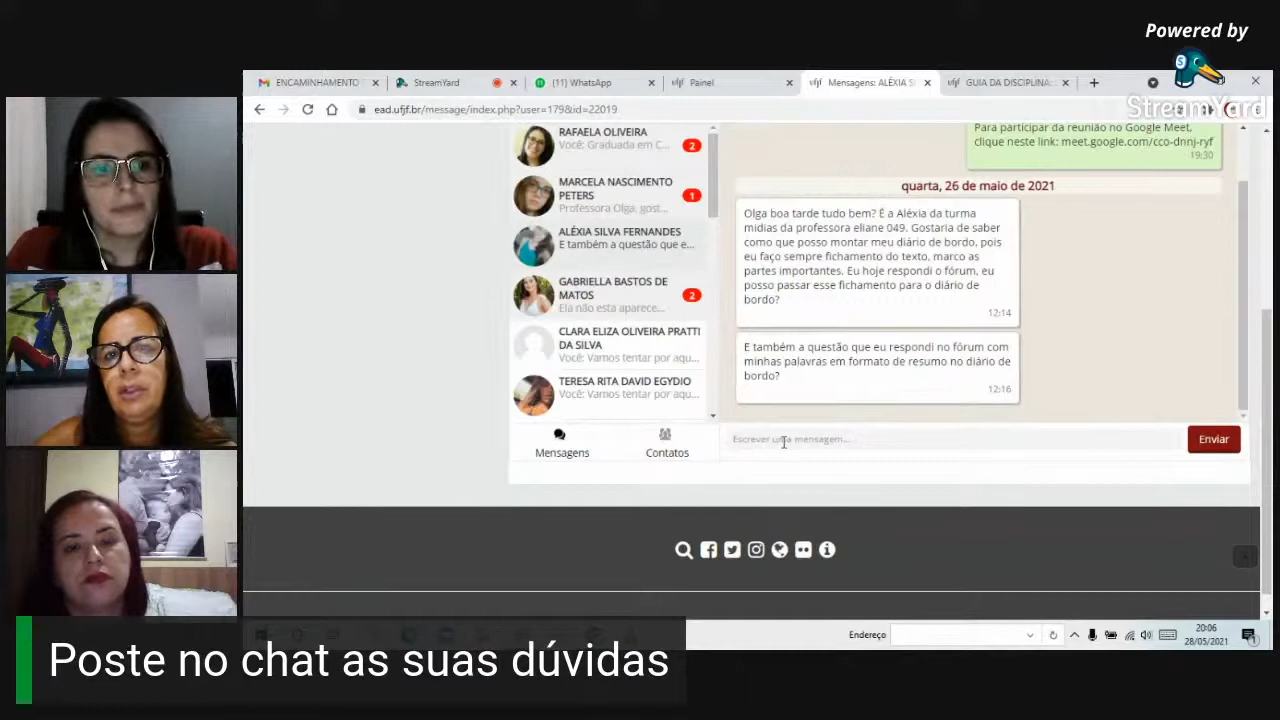 Powered by
StreamYard
ENCAMINHAMENTO
StreamYard
(11) WhatsApp
ufjf Painel
ufjf Mensagens: ALÉXIA S
ufjf GUIA DA DISCIPLINA:
ead.ufjf.br/message/index.php?user=179&id=22019
RAFAELA OLIVEIRA
Você: Graduada em C...
2
MARCELA NASCIMENTO
PETERS
Professora Olga, gost...
1
ALÉXIA SILVA FERNANDES
E também a questão que e...
GABRIELLA BASTOS DE
MATOS
Ela não esta aparece...
2
CLARA ELIZA OLIVEIRA PRATTI
DA SILVA
Você: Vamos tentar por aqu...
TERESA RITA DAVID EGYDIO
Você: Vamos tentar por aqu...
Mensagens
Contatos
Para participar da reunião no Google Meet,
clique neste link: meet.google.com/cco-dnnj-ryf
19:30
quarta, 26 de maio de 2021
Olga boa tarde tudo bem? É a Aléxia da turma
midias da professora eliane 049. Gostaria de saber
como que posso montar meu diário de bordo, pois
eu faço sempre fichamento do texto, marco as
partes importantes. Eu hoje respondi o fórum, eu
posso passar esse fichamento para o diário de
bordo?
12:14
E também a questão que eu respondi no fórum com
minhas palavras em formato de resumo no diário de
bordo?
12:16
Escrever uma mensagem...
Enviar
Endereço
20:06
28/05/2021
Poste no chat as suas dúvidas